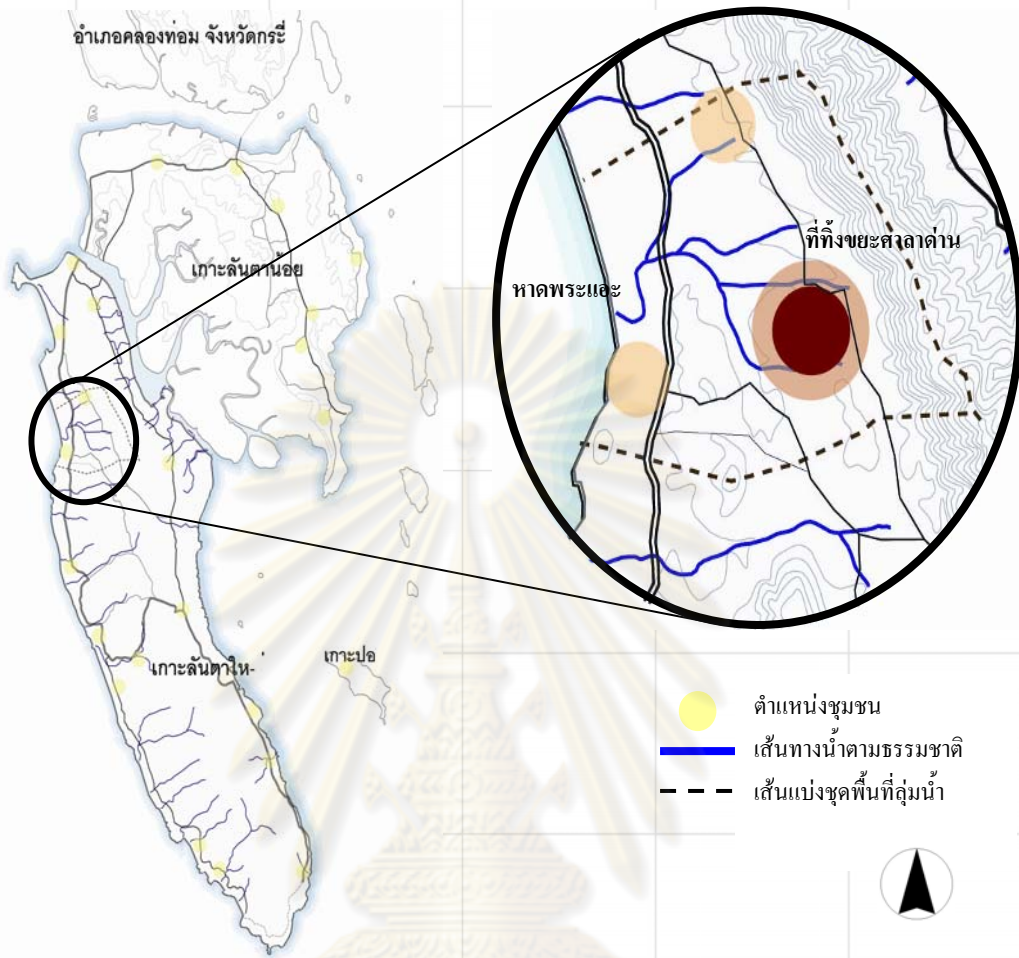 อำเภอคลองท่อม จังหวัดกระบี่
เกาะลันตาน้อย
ที่ทิ้งขยะศาลาด่าน
หาดพระแอะ
เกาะลันตาให-
เกาะปอ
ตำแหน่งชุมชน
เส้นทางน้ำตามธรรมชาติ
เส้นแบ่งชุดพื้นที่ลุ่มน้ำ